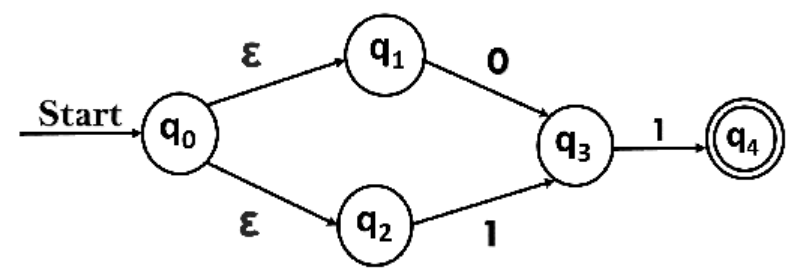 Start
q₀
ε
q₁
0
ε
q₂
1
q₃
1
q₄